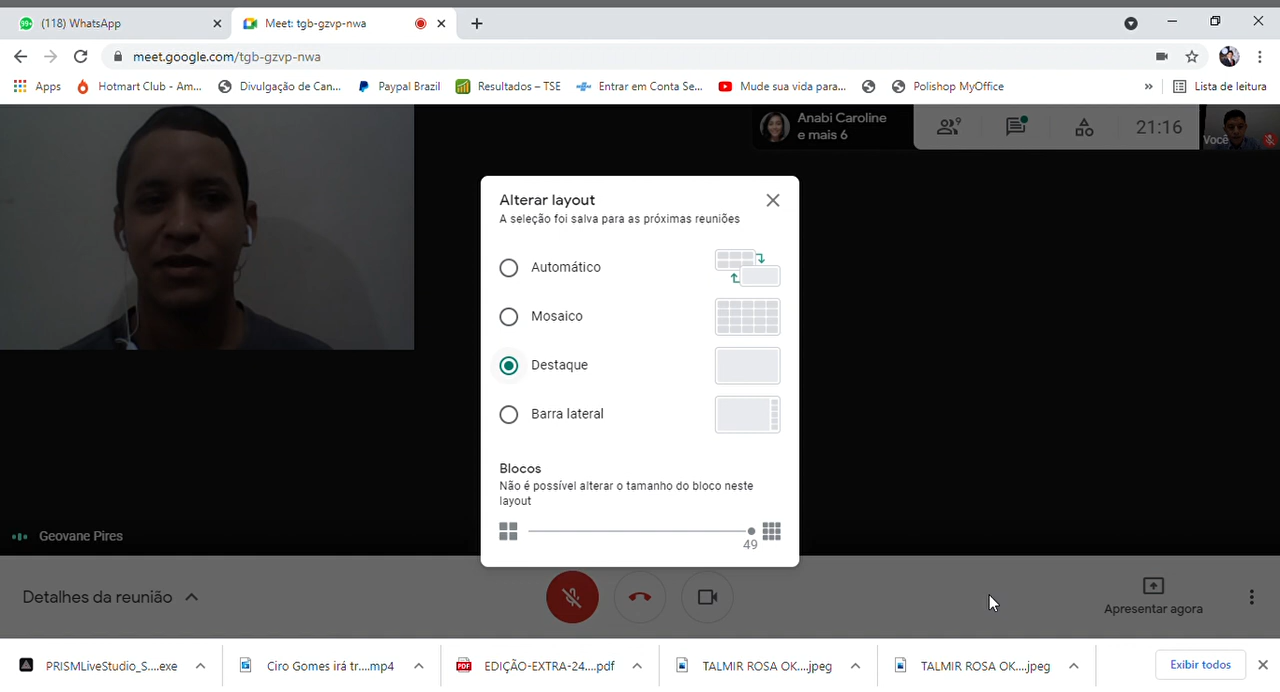 99+ (118) WhatsApp
Meet: tgb-gzvp-nwa
meet.google.com/tgb-gzvp-nwa
Apps
Hotmart Club - Am...
Divulgação de Can...
Paypal Brazil
Resultados – TSE
Entrar em Conta Se...
Mude sua vida para...
Polishop MyOffice
»
Lista de leitura
Anabi Caroline
e mais 6
9
21:16
Você
Alterar layout
A seleção foi salva para as próximas reuniões
Automático
Mosaico
Destaque
Barra lateral
Blocos
Não é possível alterar o tamanho do bloco neste
layout
49
Geovane Pires
Detalhes da reunião
Apresentar agora
PRISMLiveStudio_S....exe
Ciro Gomes irá tr....mp4
PDF
EDIÇÃO-EXTRA-24....pdf
TALMIR ROSA OK....jpeg
TALMIR ROSA OK....jpeg
Exibir todos